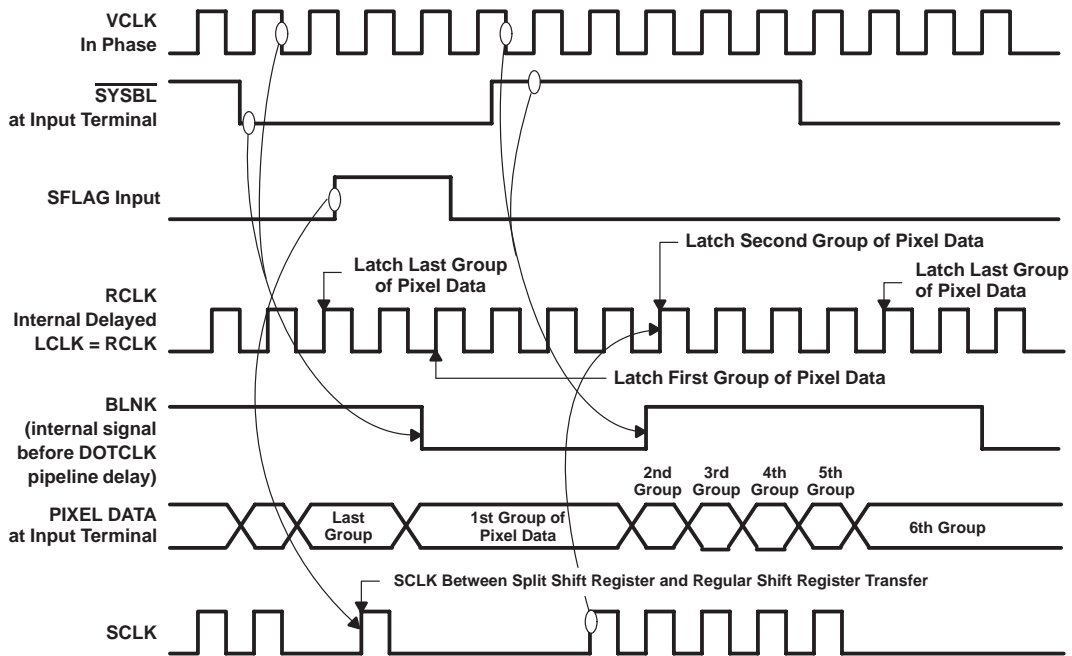 VCLK
In Phase
SYSBL
at Input Terminal
SFLAG Input
Latch Second Group of Pixel Data
Latch Last Group
of Pixel Data
Latch Last Group
of Pixel Data
RCLK
Internal Delayed
LCLK = RCLK
Latch First Group of Pixel Data
BLNK
(internal signal
before DOTCLK
pipeline delay)
2nd
Group
3rd
Group
4th
Group
5th
Group
PIXEL DATA
at Input Terminal
Last
Group
1st Group of
Pixel Data
6th Group
SCLK Between Split Shift Register and Regular Shift Register Transfer
SCLK